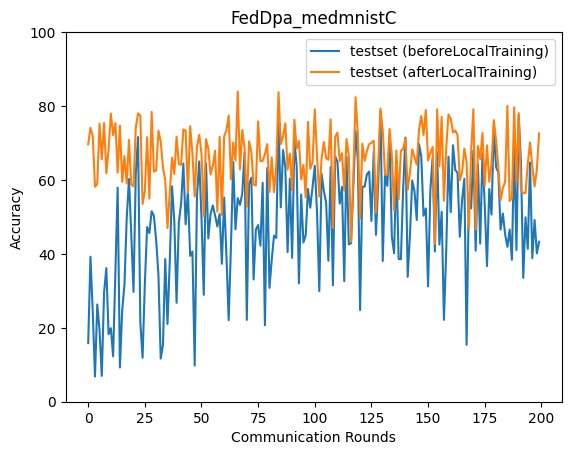 FedDpa_medmnistC
testset (beforeLocalTraining)
testset (afterLocalTraining)
Accuracy
100
80
60
40
20
0
0 25 50 75 100 125 150 175 200
Communication Rounds